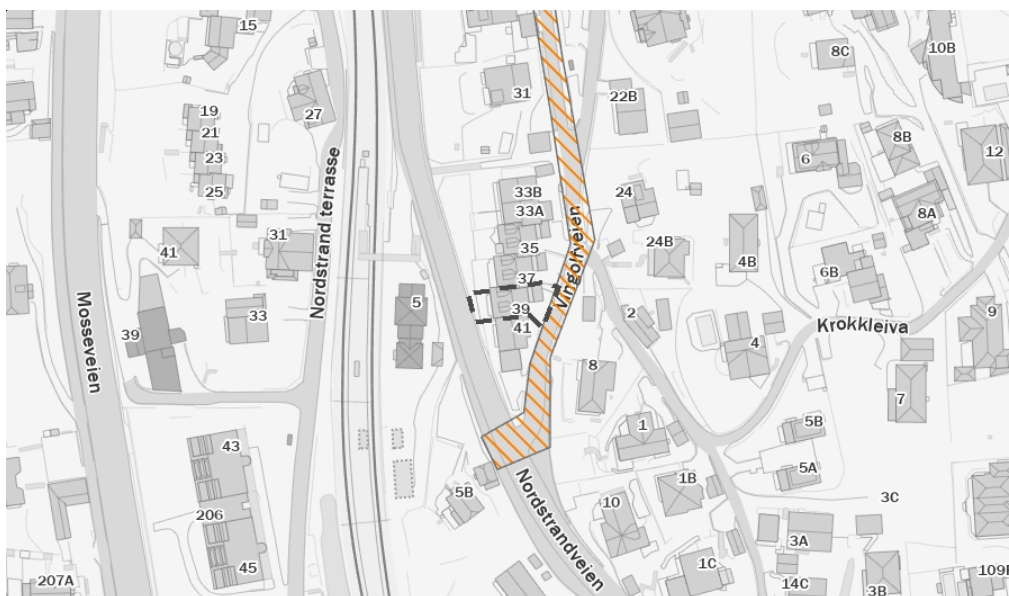 15
10B
8C
31
22B
27
19
21
23
25
8B
12
6
33B
33A
24
8A
Nordstrand terrasse
Vingolfveien
35
24B
41
31
4B
6B
37
5
39
2
Krokkleiva
9
33
39
41
4
Mosseveien
8
7
1
5B
43
5A
Nordstrandveien
5B
1B
3C
10
206
3A
45
1C
207A
14C
3B